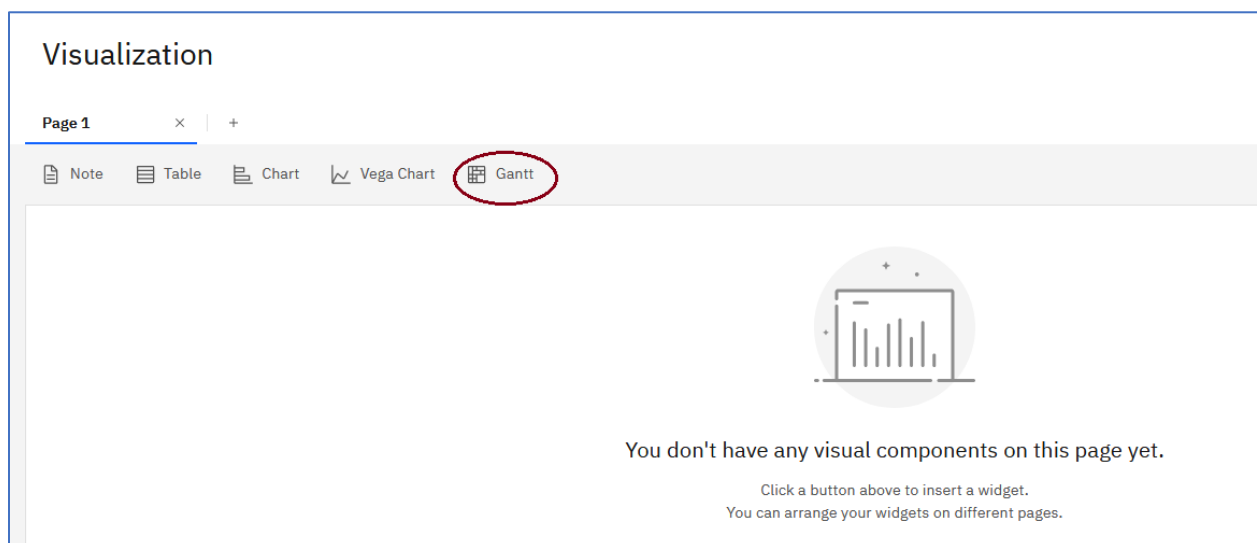 Visualization
Page 1 × +
Note Table Chart Vega Chart Gantt
You don't have any visual components on this page yet.
Click a button above to insert a widget.
You can arrange your widgets on different pages.